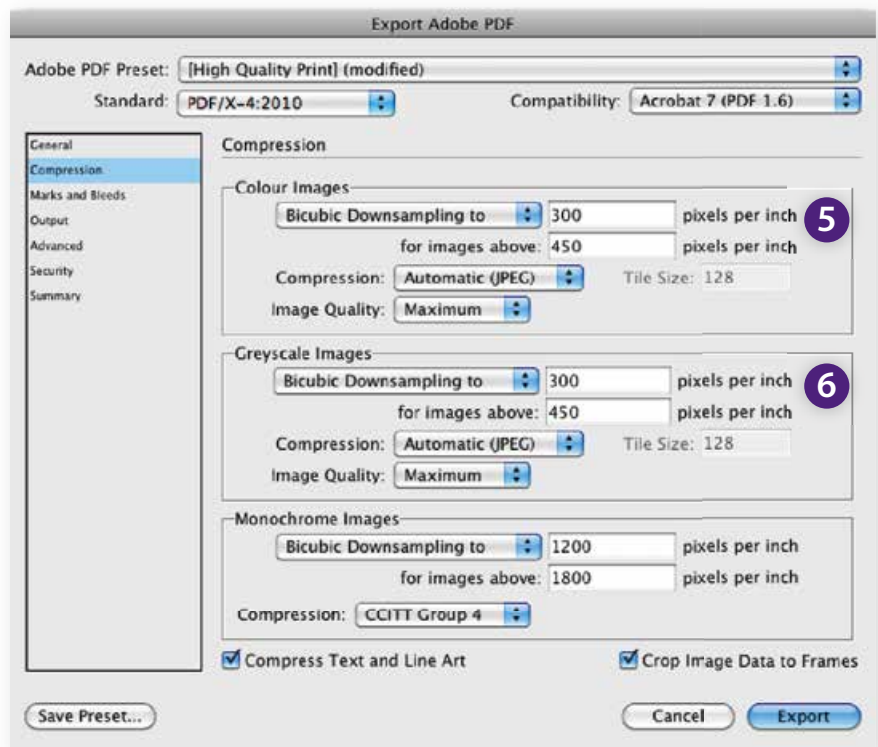 Export Adobe PDF
Adobe PDF Preset: [High Quality Print] (modified)
Standard: PDF/X-4:2010 Compatibility: Acrobat 7 (PDF 1.6)
General
Compression
Marks and Bleeds
Output
Advanced
Security
Summary
Compression
Colour Images
Bicubic Downsampling to 300 pixels per inch 5
for images above: 450 pixels per inch
Compression: Automatic (JPEG) Tile Size: 128
Image Quality: Maximum
Greyscale Images
Bicubic Downsampling to 300 pixels per inch 6
for images above: 450 pixels per inch
Compression: Automatic (JPEG) Tile Size: 128
Image Quality: Maximum
Monochrome Images
Bicubic Downsampling to 1200 pixels per inch
for images above: 1800 pixels per inch
Compression: CCITT Group 4
Compress Text and Line Art Crop Image Data to Frames
Save Preset... Cancel Export